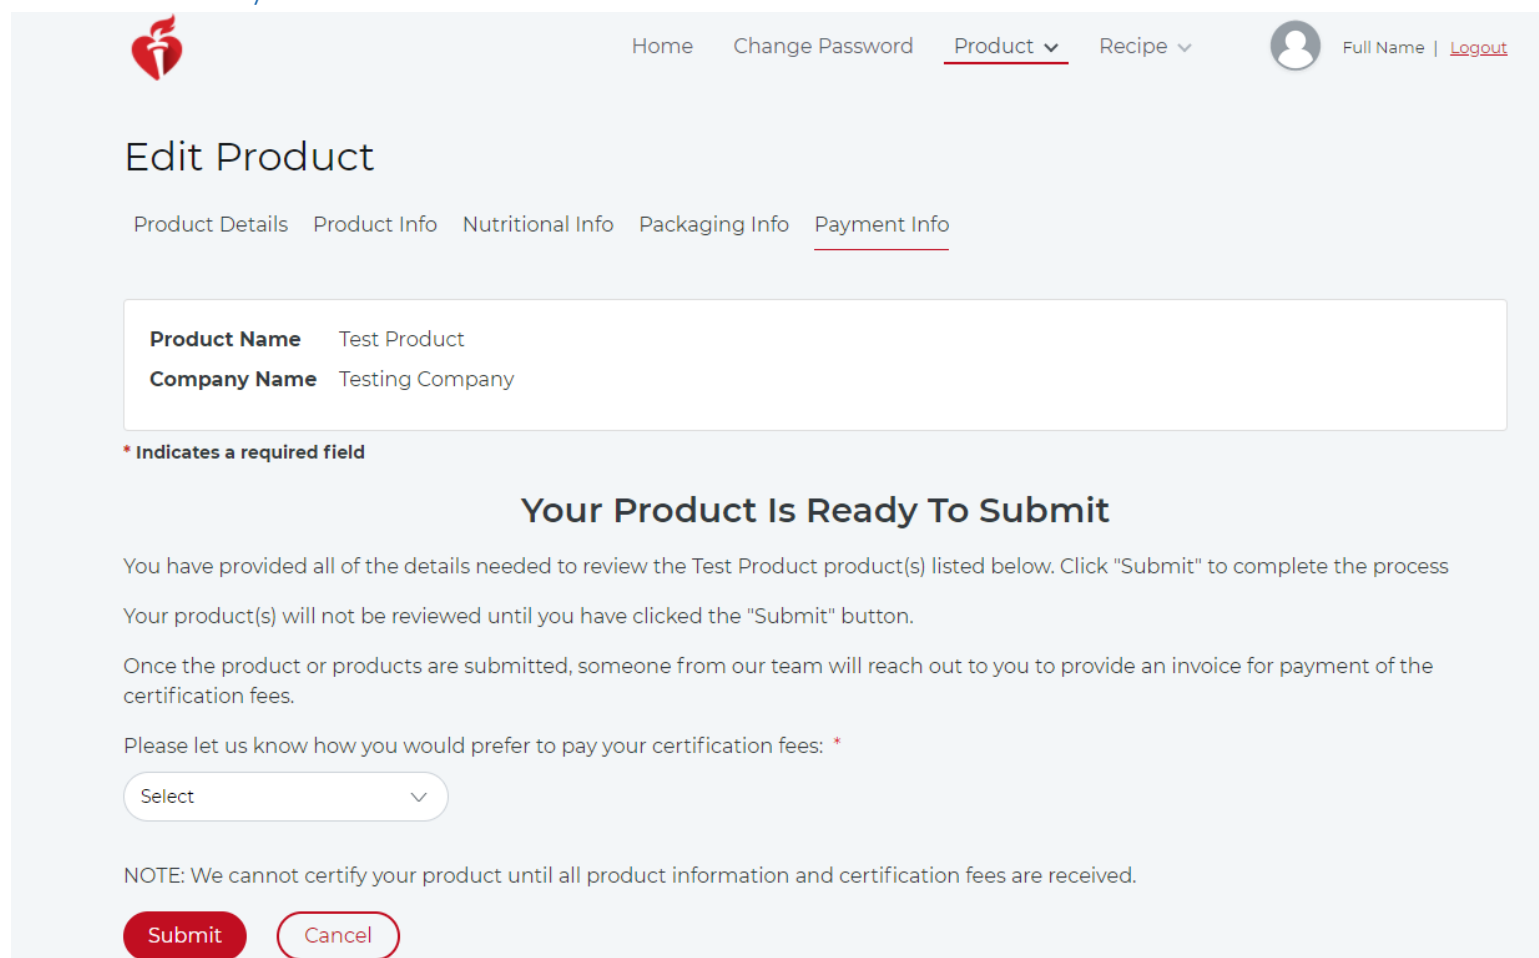 Home Change Password Product Recipe Full Name | Logout
Edit Product
Product Details Product Info Nutritional Info Packaging Info Payment Info
Product Name Test Product
Company Name Testing Company
* Indicates a required field
Your Product Is Ready To Submit
You have provided all of the details needed to review the Test Product product(s) listed below. Click "Submit" to complete the process
Your product(s) will not be reviewed until you have clicked the "Submit" button.
Once the product or products are submitted, someone from our team will reach out to you to provide an invoice for payment of the
certification fees.
Please let us know how you would prefer to pay your certification fees: *
Select
NOTE: We cannot certify your product until all product information and certification fees are received.
Submit Cancel